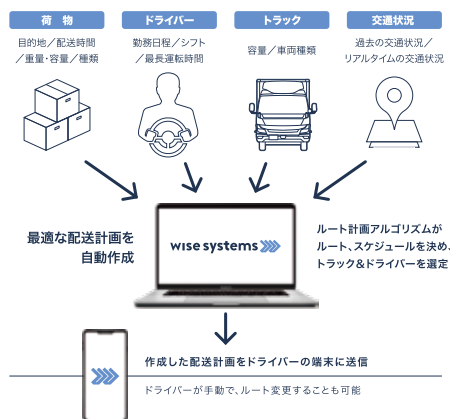 荷 物
目的地／配送時間
／重量・容量／種類
ドライバー
勤務日程／シフト
／最長運転時間
トラック
容量／車両種類
交通状況
過去の交通状況／
リアルタイムの交通状況
最適な配送計画を
自動作成
wise systems
ルート計画アルゴリズムが
ルート、スケジュールを決め、
トラック&ドライバーを選定
作成した配送計画をドライバーの端末に送信
ドライバーが手動で、ルート変更することも可能